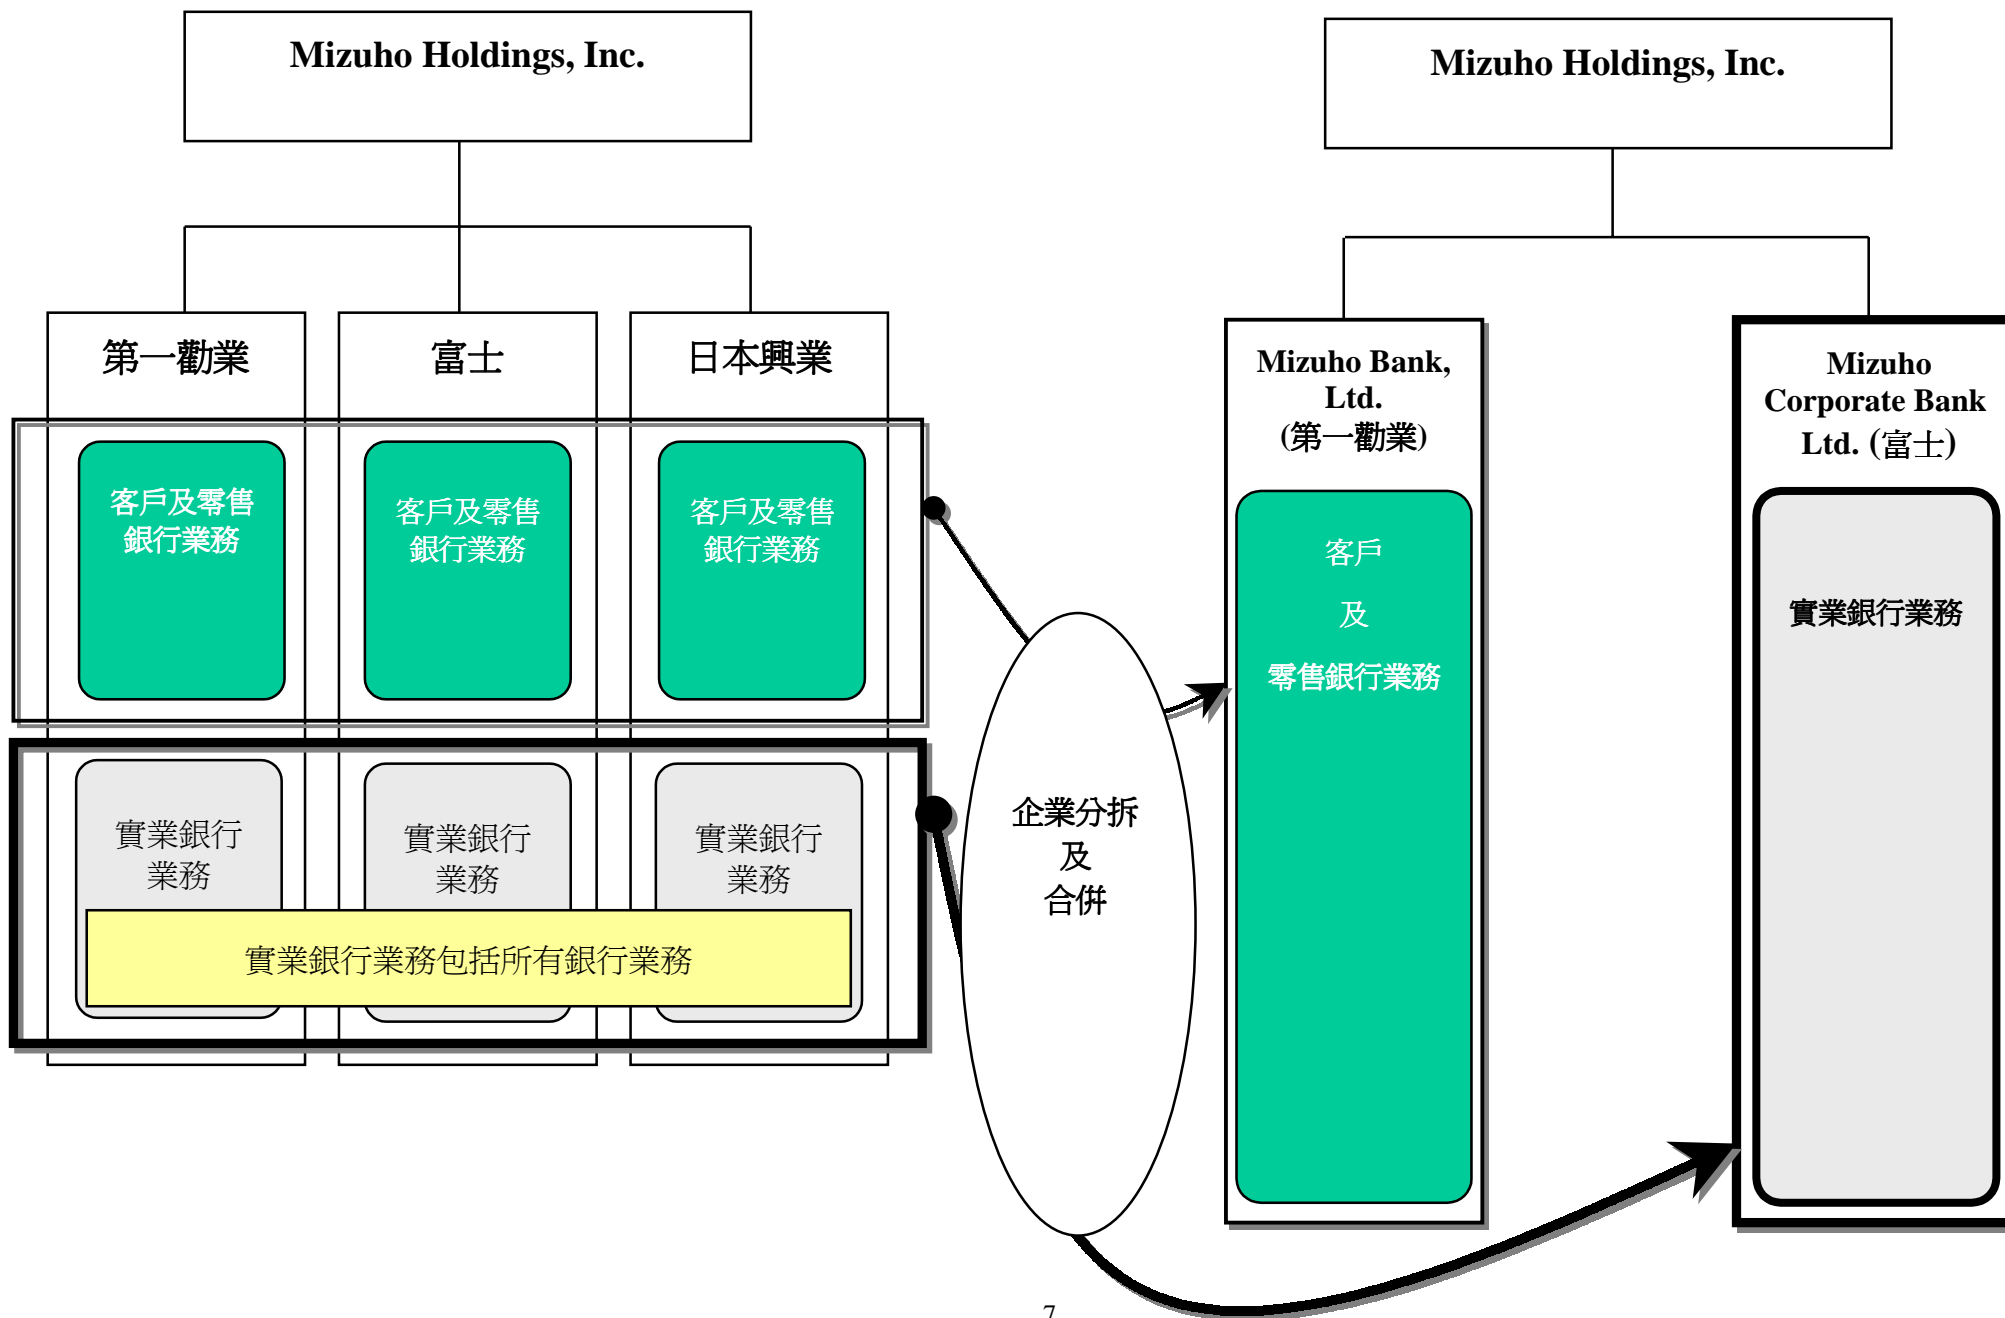 Mizuho Holdings, Inc.
第一勸業
富士
日本興業
客戶及零售
銀行業務
客戶及零售
銀行業務
客戶及零售
銀行業務
實業銀行
業務
實業銀行
業務
實業銀行
業務
實業銀行業務包括所有銀行業務
企業分拆
及
合併
Mizuho Holdings, Inc.
Mizuho Bank,
Ltd.
(第一勸業)
客戶
及
零售銀行業務
Mizuho
Corporate Bank
Ltd. (富士)
實業銀行業務
7